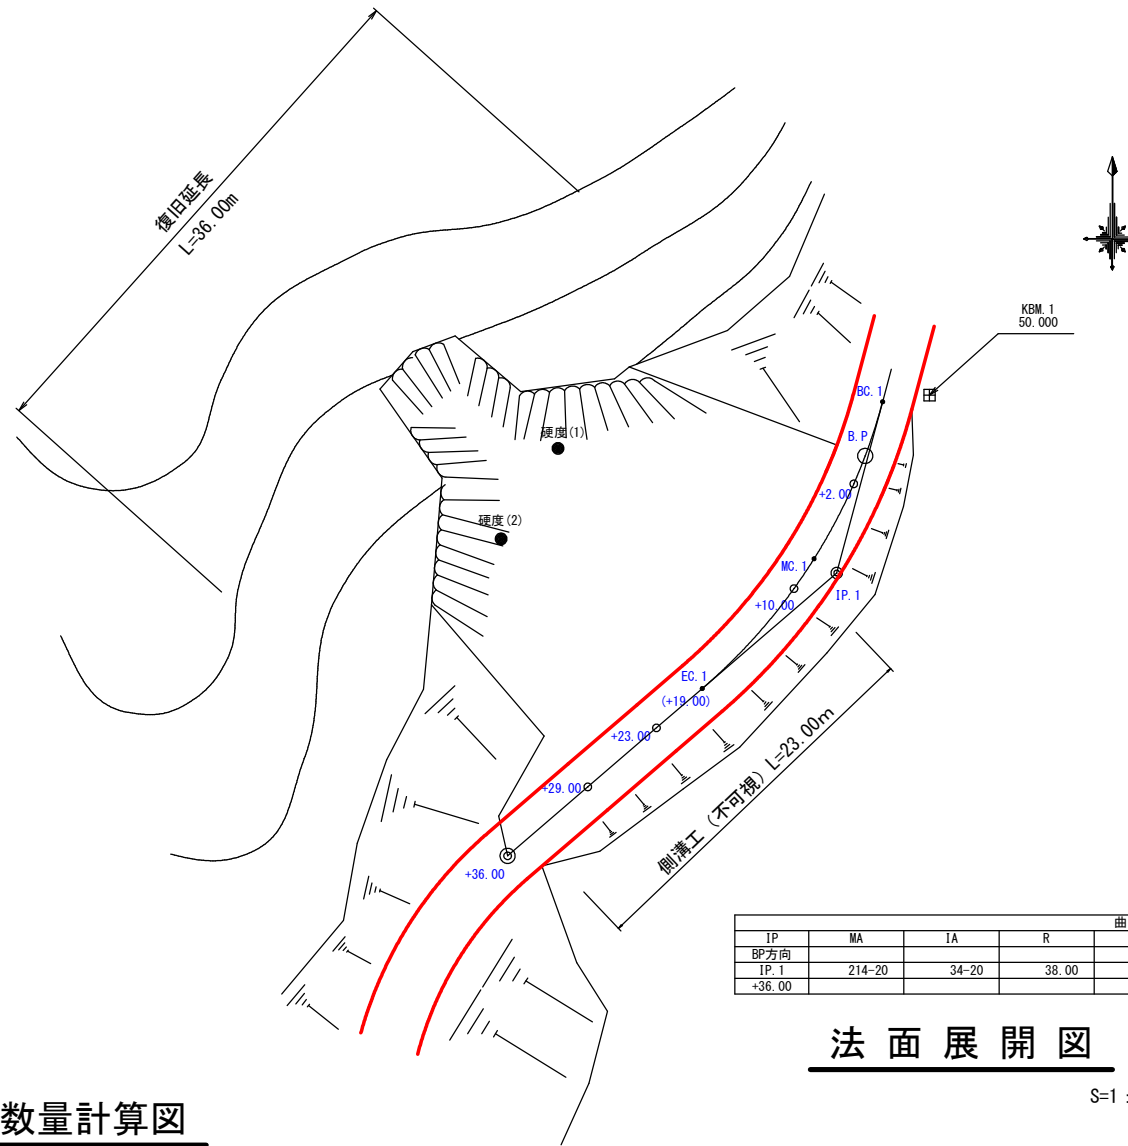 復旧延長
L=36.00m
KBM.1
50.000
BC.1
B.P
硬度(1)
+2.00
硬度(2)
MC.1
IP.1
+10.00
EC.1
(+19.00)
+23.00
+29.00
側溝工 (不可視) L=23.00m
+36.00
曲
IP MA IA R
BP方向
IP.1 214-20 34-20 38.00
+36.00
法面展開図
S=1:
数量計算図